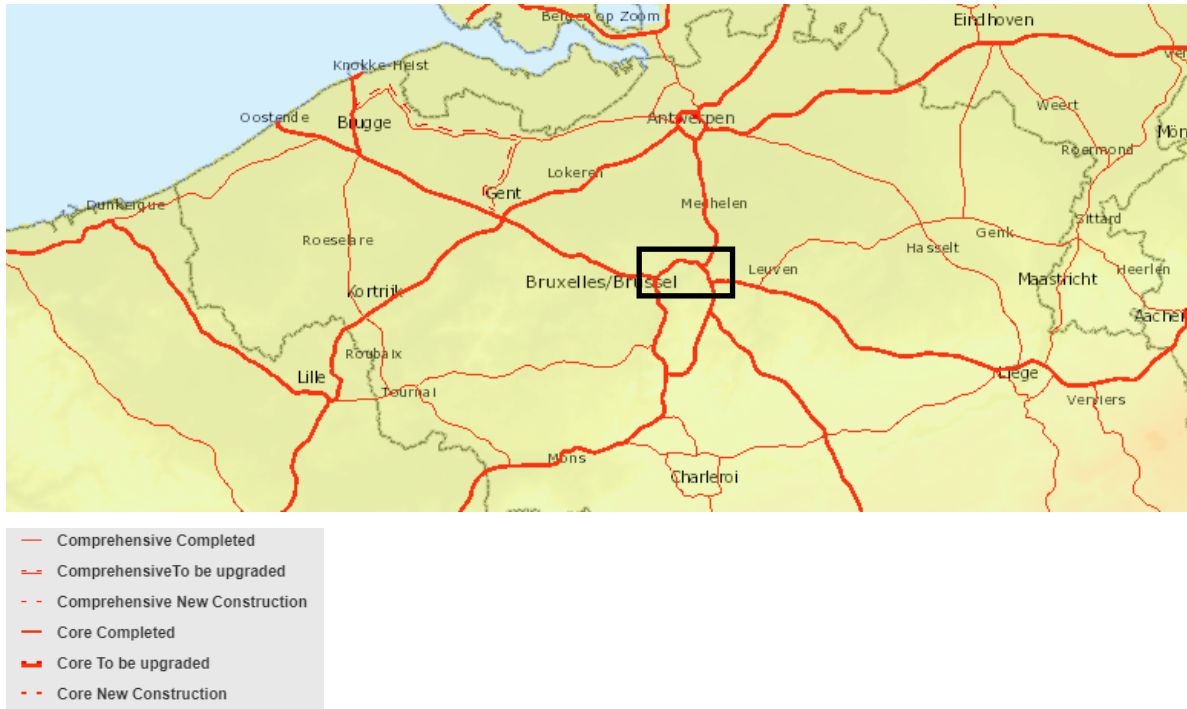 Bergen op Zoom
Eindhoven
Knokke-Heist
Weert
Oostende
Brugge
Antwerpen
Roermond
Lokeren
Gent
Mechelen
Dunkerque
Sittard
Roeselare
Genk
Hasselt
Bruxelles/Brussel
Leuven
Maastricht
Heerlen
Kortrijk
Aachen
Roubaix
Lille
Liège
Tournai
Verviers
Mons
Charleroi
Comprehensive Completed
ComprehensiveTo be upgraded
Comprehensive New Construction
Core Completed
Core To be upgraded
Core New Construction